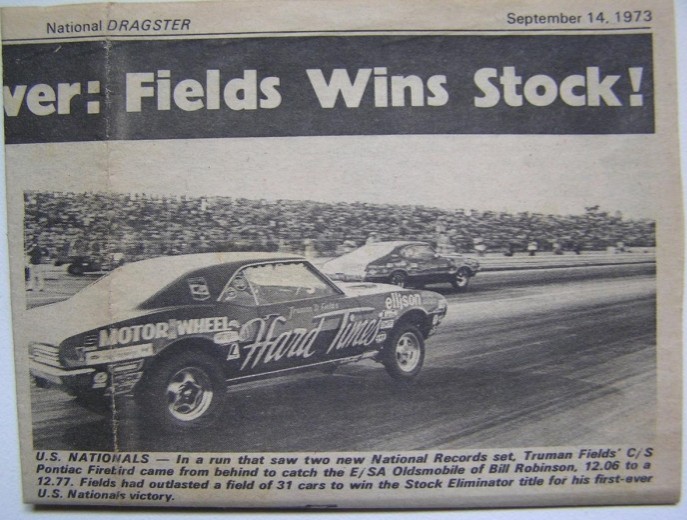 National DRAGSTER
September 14, 1973
ver: Fields Wins Stock!
ellison
MOTOR WHEEL
Hard Times
U.S. NATIONALS — In a run that saw two new National Records set, Truman Fields' C/S
Pontiac Firebird came from behind to catch the E/SA Oldsmobile of Bill Robinson, 12.06 to a
12.77. Fields had outlasted a field of 31 cars to win the Stock Eliminator title for his first-ever
U.S. Nationals victory.